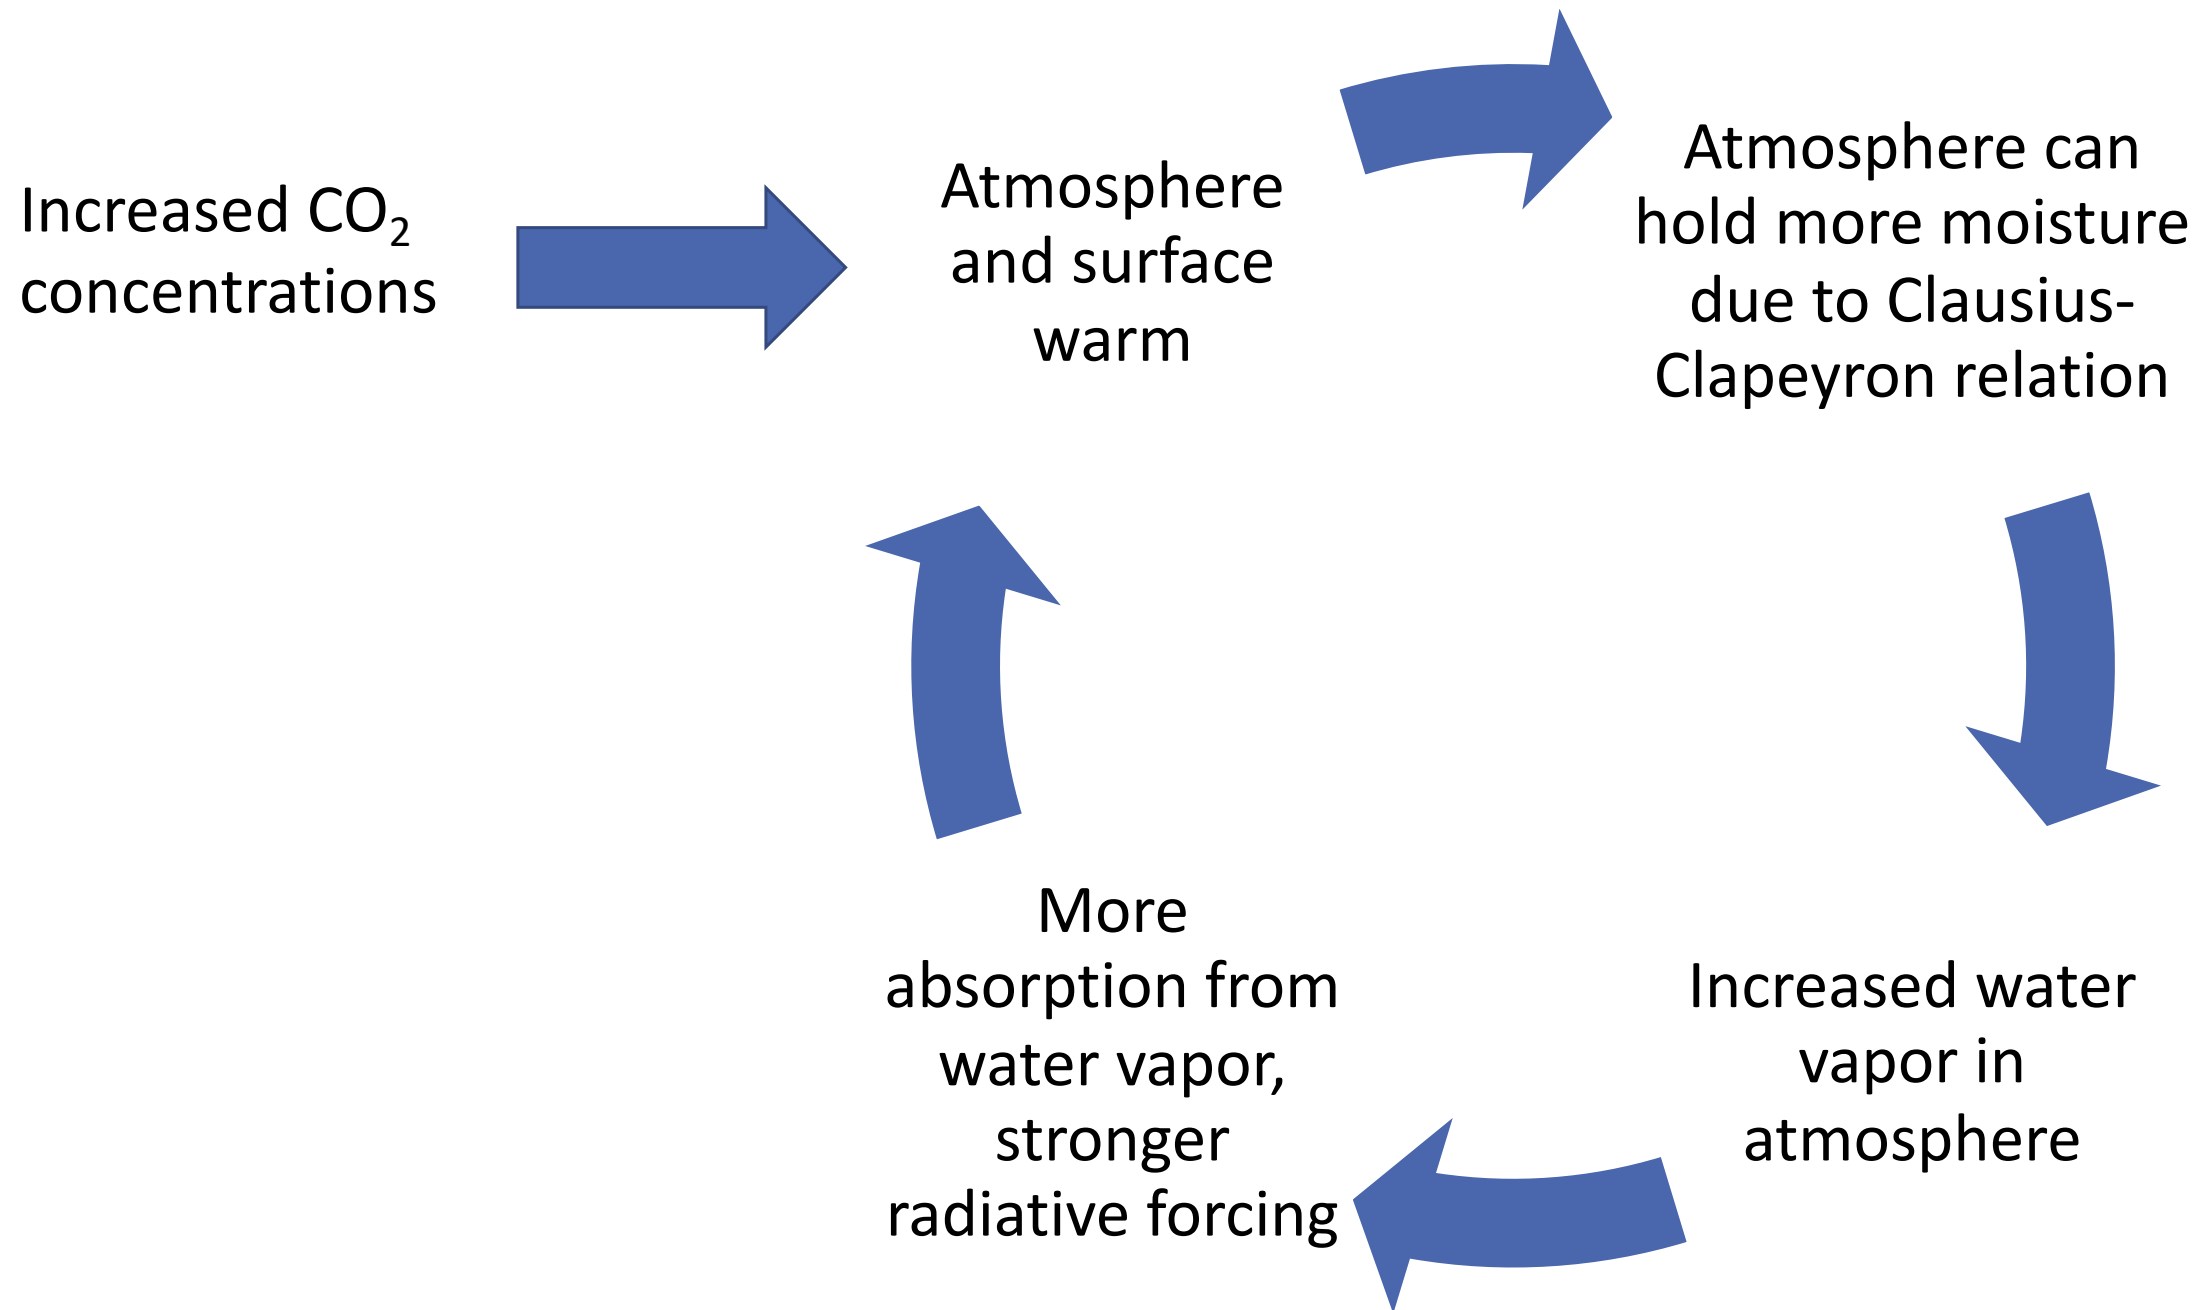 Increased CO₂
concentrations
Atmosphere
and surface
warm
Atmosphere can
hold more moisture
due to Clausius-
Clapeyron relation
Increased water
vapor in
atmosphere
More
absorption from
water vapor,
stronger
radiative forcing